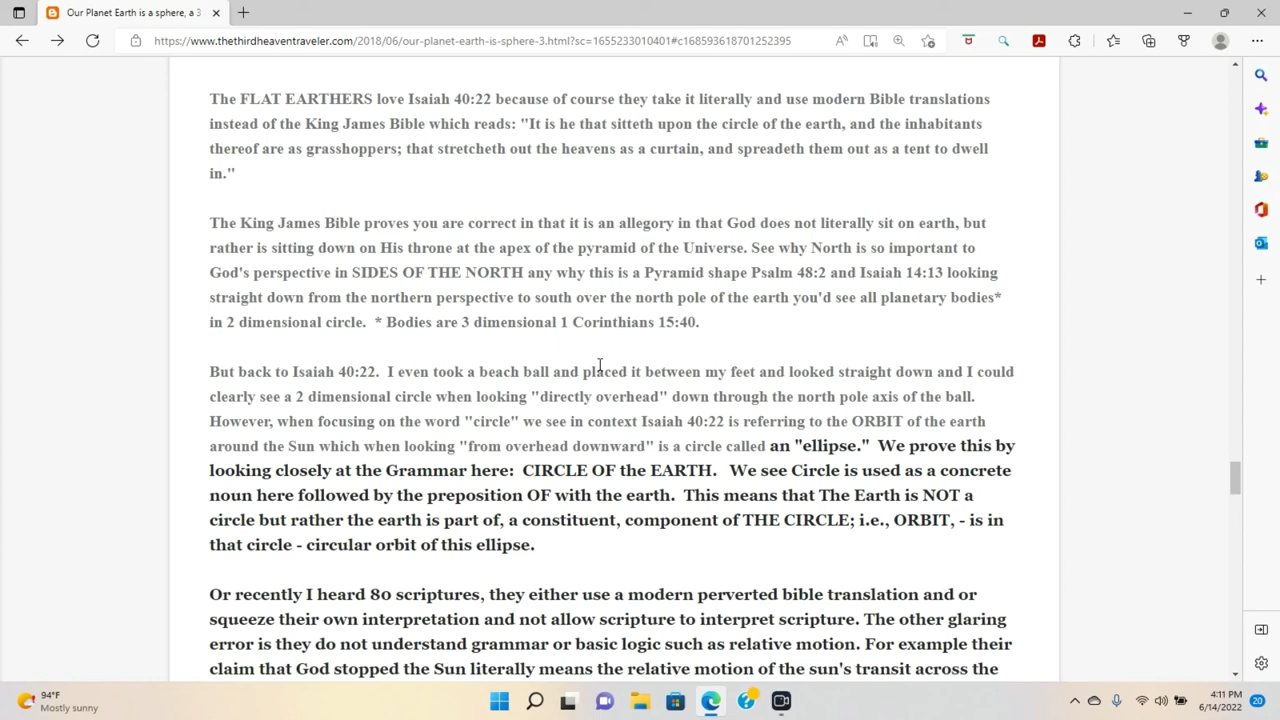 Our Planet Earth is a sphere, a 3
https://www.thethirdheaventraveler.com/2018/06/our-planet-earth-is-sphere-3.html?sc=1655233010401#c168593618701252395
The FLAT EARTHERS love Isaiah 40:22 because of course they take it literally and use modern Bible translations
instead of the King James Bible which reads: "It is he that sitteth upon the circle of the earth, and the inhabitants
thereof are as grasshoppers; that stretcheth out the heavens as a curtain, and spreadeth them out as a tent to dwell
in."
The King James Bible proves you are correct in that it is an allegory in that God does not literally sit on earth, but
rather is sitting down on His throne at the apex of the pyramid of the Universe. See why North is so important to
God's perspective in SIDES OF THE NORTH any why this is a Pyramid shape Psalm 48:2 and Isaiah 14:13 looking
straight down from the northern perspective to south over the north pole of the earth you'd see all planetary bodies*
in 2 dimensional circle. * Bodies are 3 dimensional 1 Corinthians 15:40.
But back to Isaiah 40:22. I even took a beach ball and placed it between my feet and looked straight down and I could
clearly see a 2 dimensional circle when looking "directly overhead" down through the north pole axis of the ball.
However, when focusing on the word "circle" we see in context Isaiah 40:22 is referring to the ORBIT of the earth
around the Sun which when looking "from overhead downward" is a circle called an "ellipse." We prove this by
looking closely at the Grammar here: CIRCLE OF the EARTH. We see Circle is used as a concrete
noun here followed by the preposition OF with the earth. This means that The Earth is NOT a
circle but rather the earth is part of, a constituent, component of THE CIRCLE; i.e., ORBIT, - is in
that circle - circular orbit of this ellipse.
Or recently I heard 80 scriptures, they either use a modern perverted bible translation and or
squeeze their own interpretation and not allow scripture to interpret scripture. The other glaring
error is they do not understand grammar or basic logic such as relative motion. For example their
claim that God stopped the Sun literally means the relative motion of the sun's transit across the
94°F
Mostly sunny
4:11 PM
6/14/2022
20